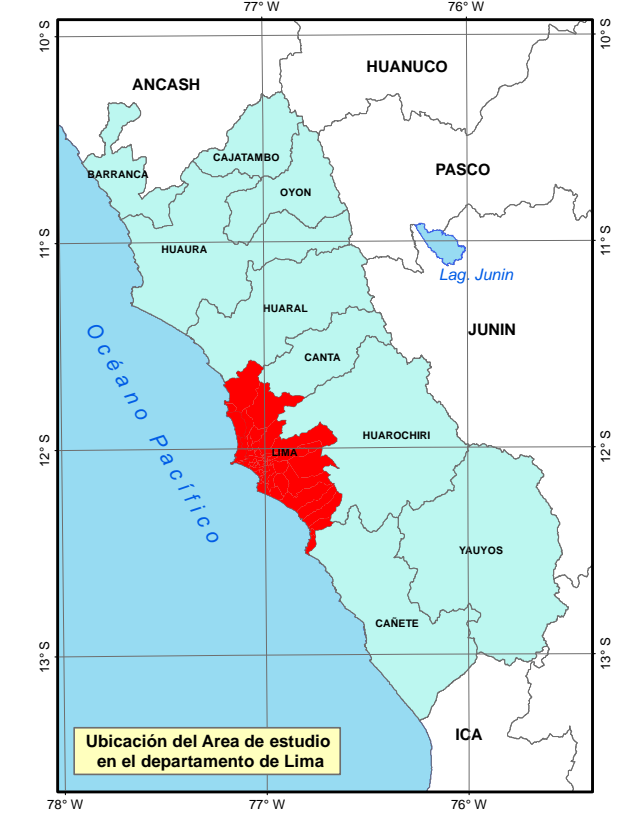 77° W
76° W
10° S
10° S
HUANUCO
ANCASH
CAJATAMBO
PASCO
BARRANCA
OYON
11° S
11° S
HUAURA
Lag. Junin
HUARAL
JUNIN
CANTA
Océano Pacífico
HUAROCHIRI
12° S
12° S
LIMA
YAUYOS
CAÑETE
13° S
13° S
ICA
Ubicación del Area de estudio
en el departamento de Lima
78° W
77° W
76° W